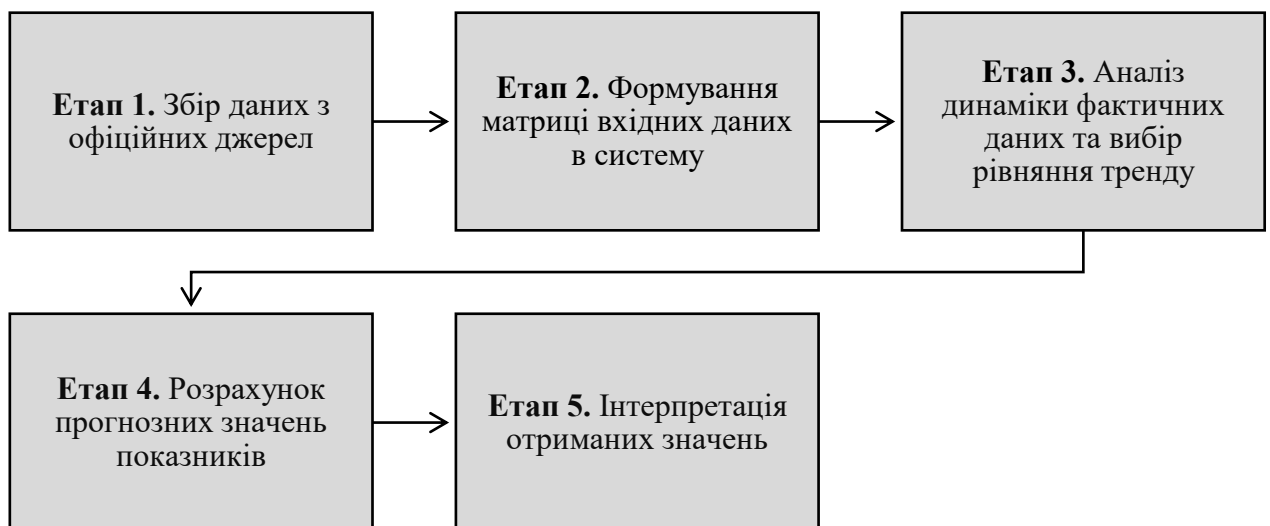 Етап 1. Збір даних з
офіційних джерел
Етап 2. Формування
матриці вхідних даних
в систему
Етап 3. Аналіз
динаміки фактичних
даних та вибір
рівняння тренду
Етап 4. Розрахунок
прогнозних значень
показників
Етап 5. Інтерпретація
отриманих значень